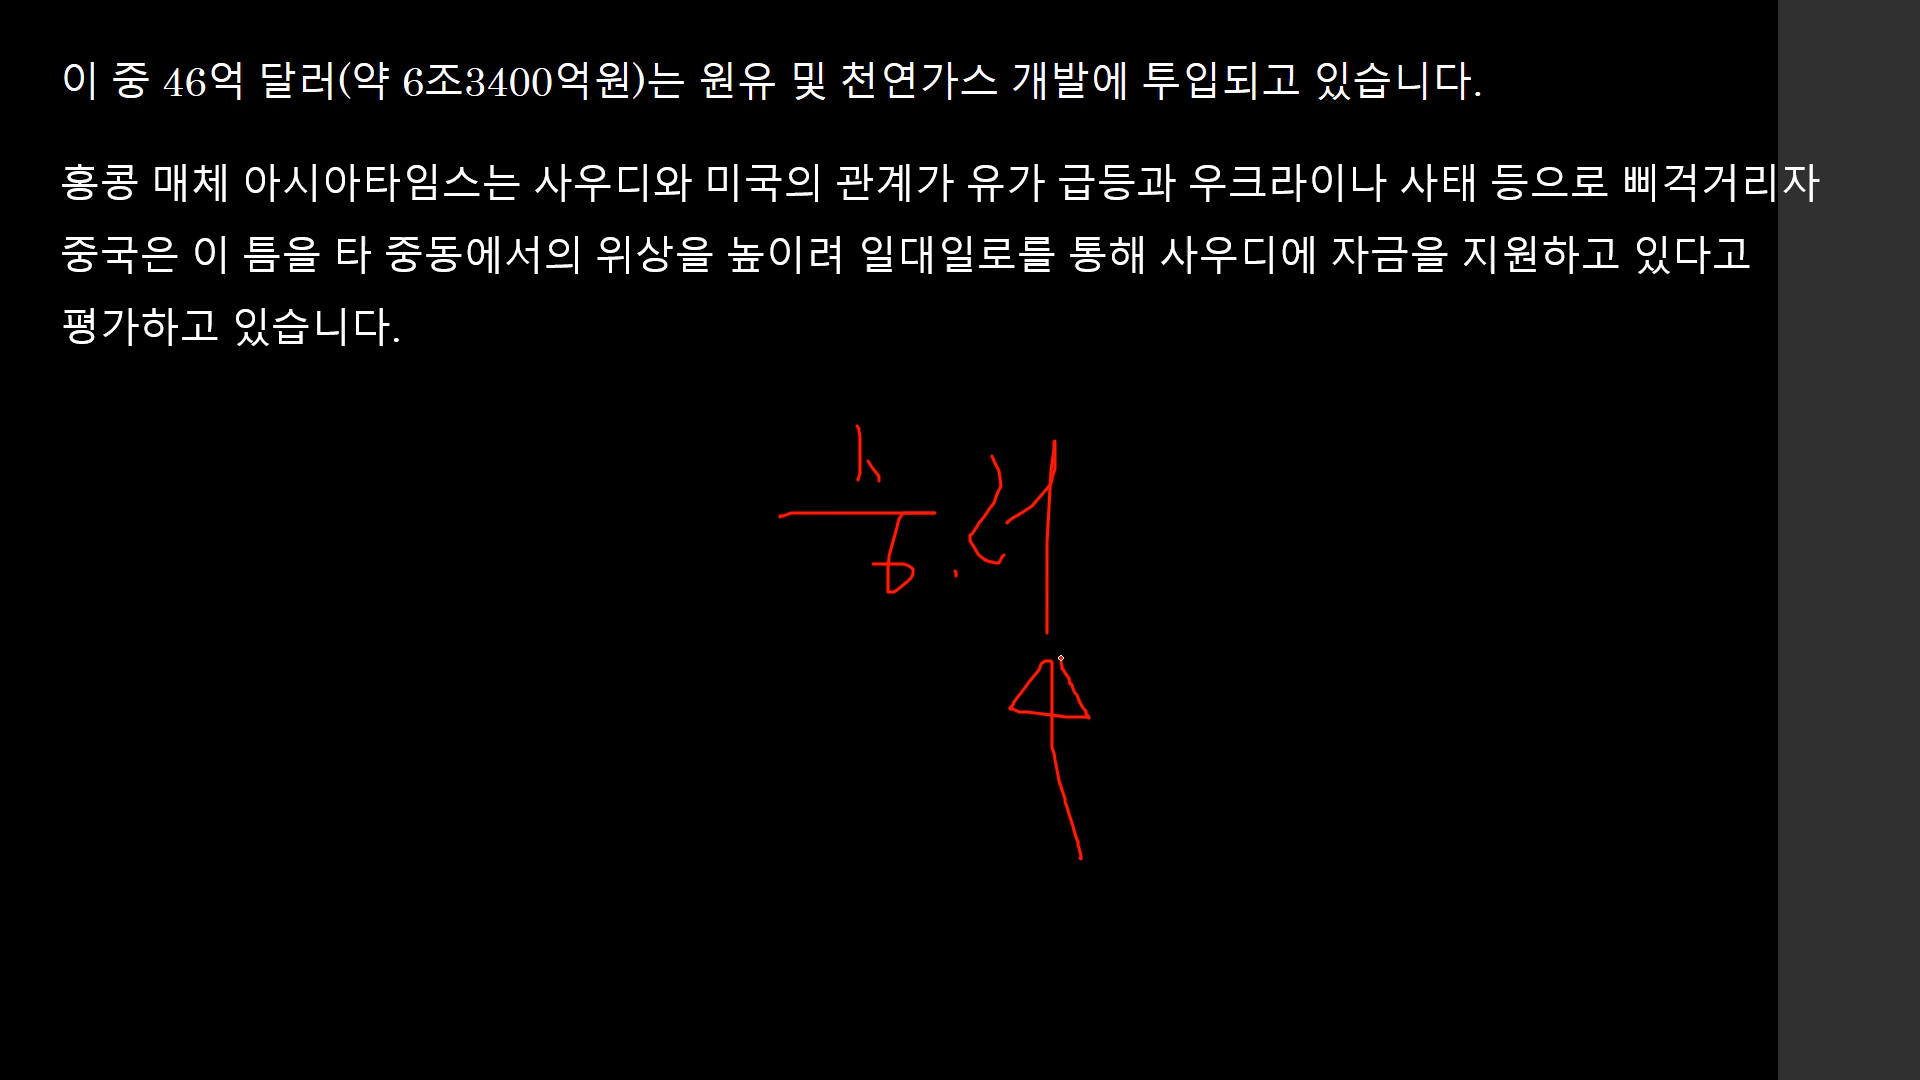 이 중 46억 달러(약 6조3400억원)는 원유 및 천연가스 개발에 투입되고 있습니다.
홍콩 매체 아시아타임스는 사우디와 미국의 관계가 유가 급등과 우크라이나 사태 등으로 삐걱거리자
중국은 이 틈을 타 중동에서의 위상을 높이려 일대일로를 통해 사우디에 자금을 지원하고 있다고
평가하고 있습니다.